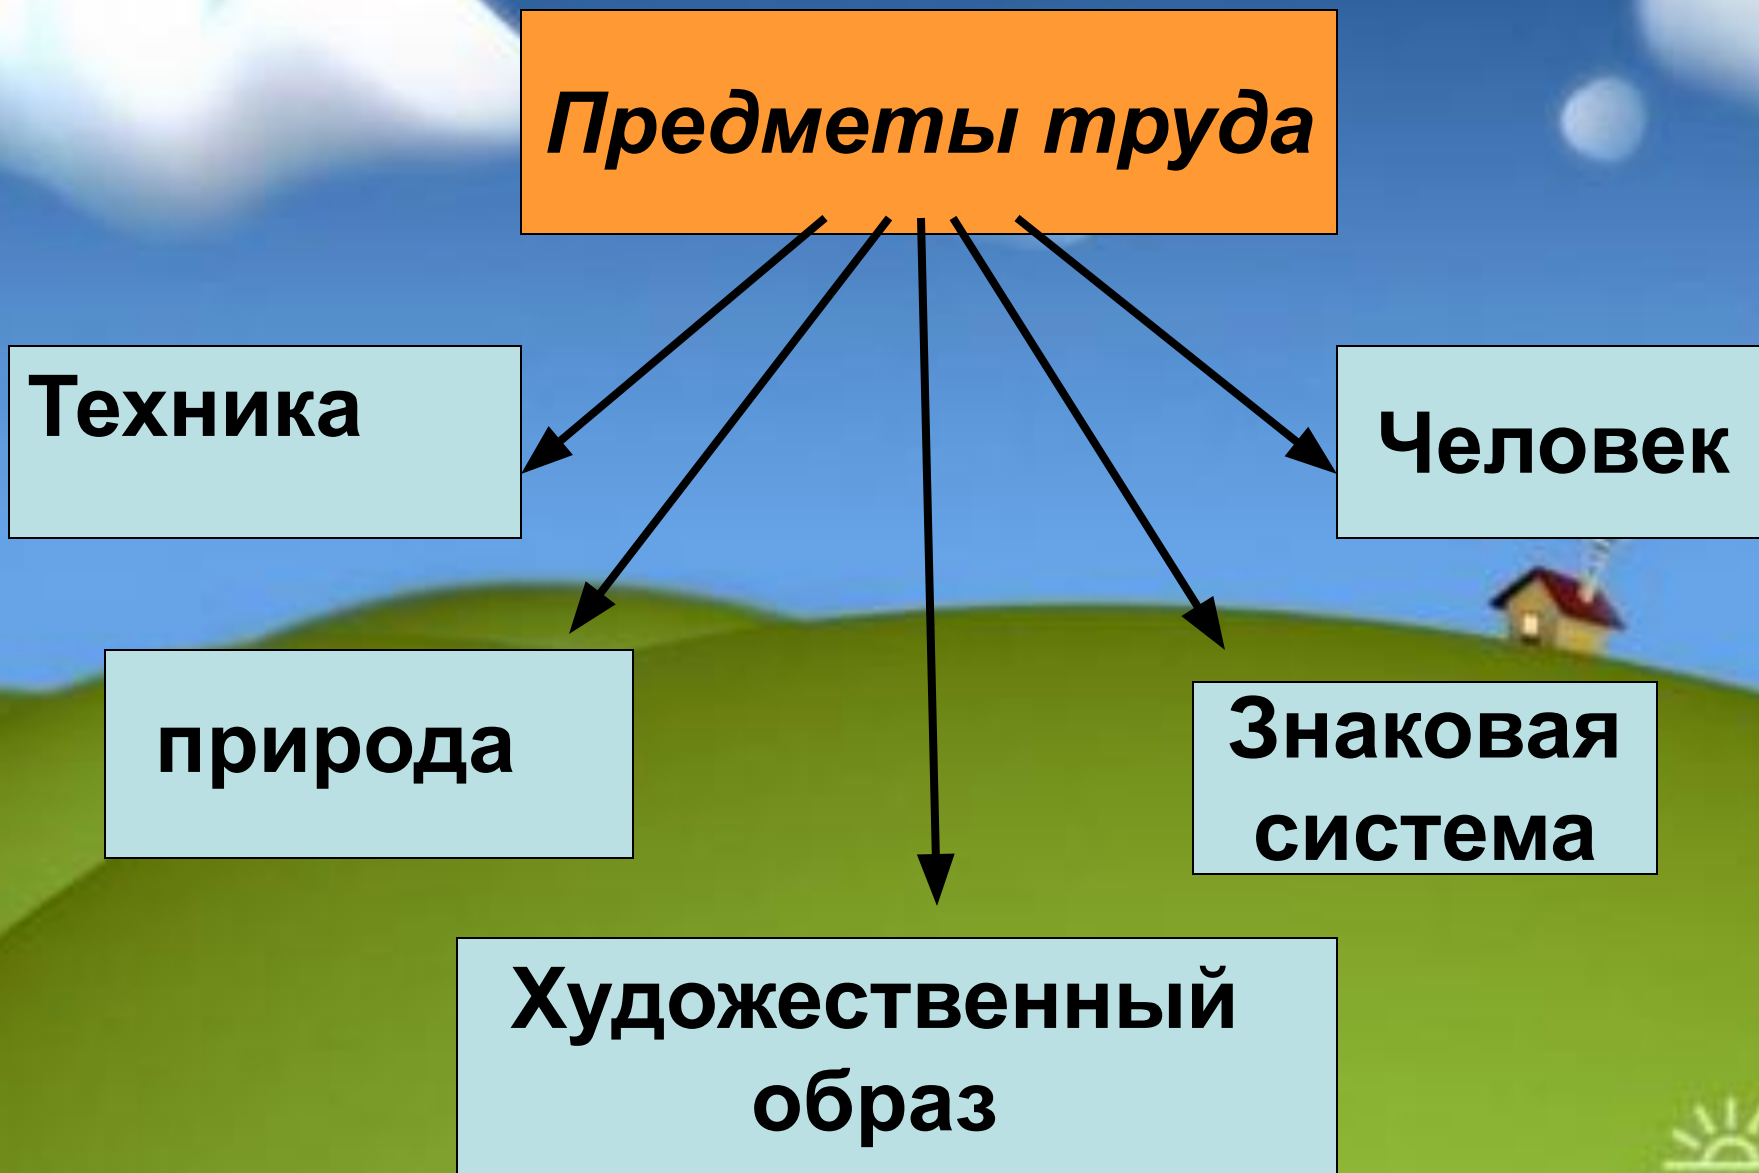 Предметы труда
Техника
Человек
природа
Знаковая
система
Художественный
образ